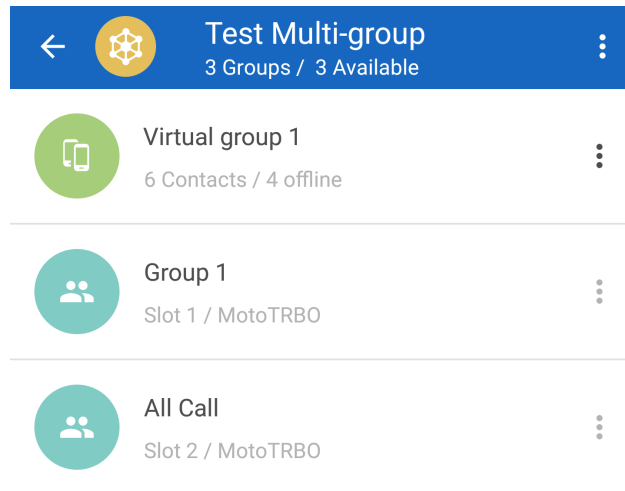 Test Multi-group
3 Groups / 3 Available
Virtual group 1
6 Contacts / 4 offline
Group 1
Slot 1 / MotoTRBO
All Call
Slot 2 / MotoTRBO